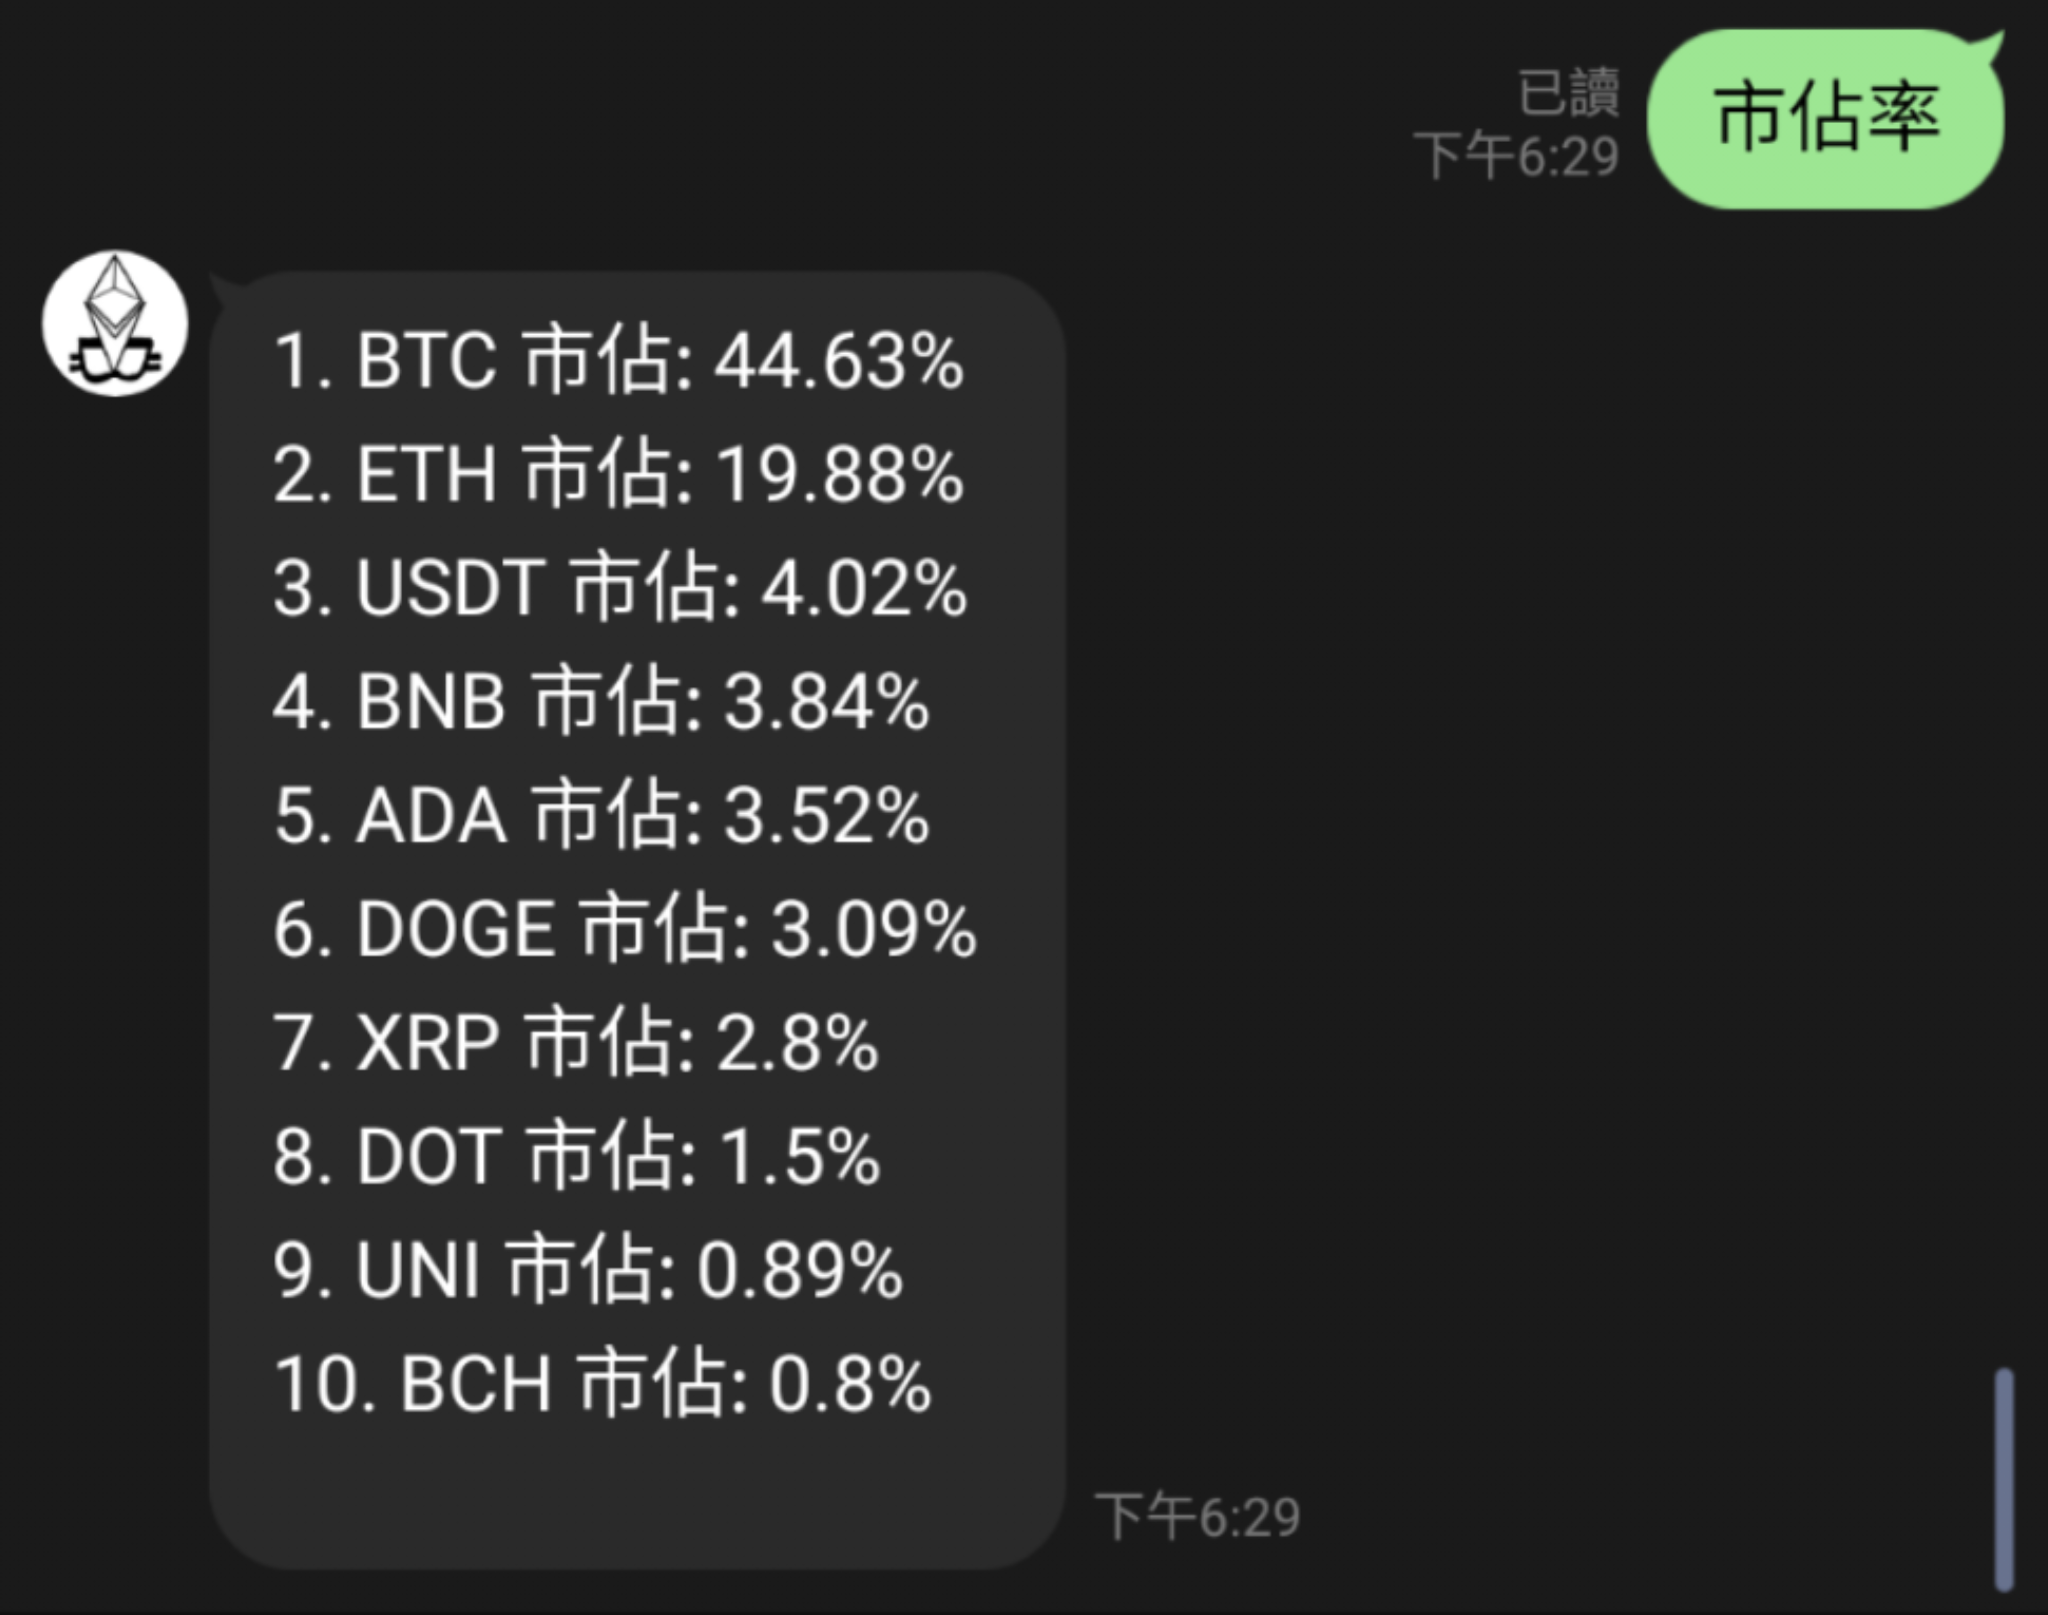 市佔率
已讀
下午6:29
1. BTC 市佔: 44.63%
2. ETH 市佔: 19.88%
3. USDT 市佔: 4.02%
4. BNB 市佔: 3.84%
5. ADA 市佔: 3.52%
6. DOGE 市佔: 3.09%
7. XRP 市佔: 2.8%
8. DOT 市佔: 1.5%
9. UNI 市佔: 0.89%
10. BCH 市佔: 0.8%
下午6:29